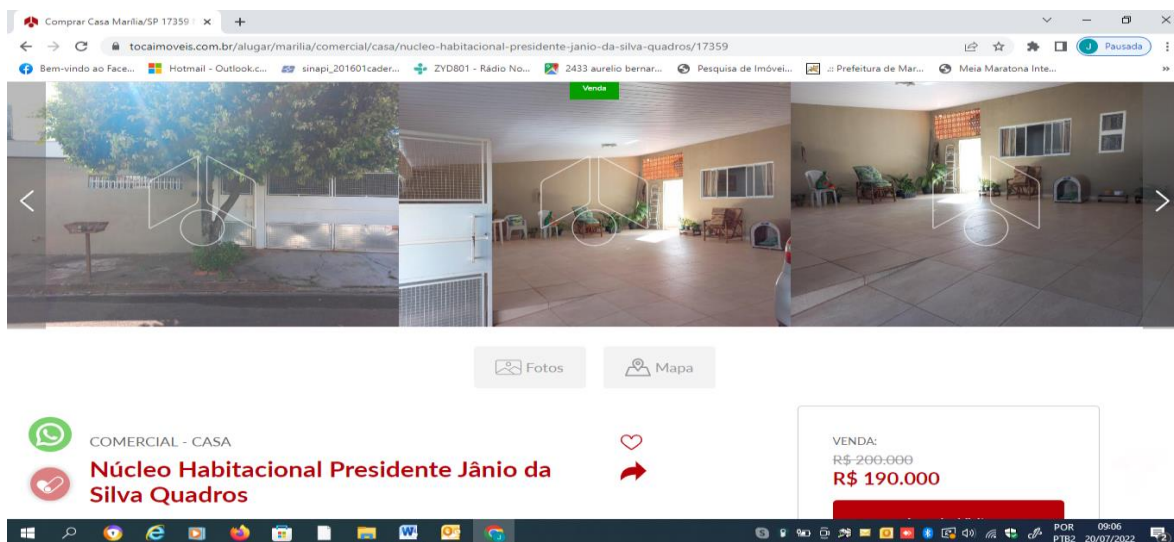 Comprar Casa Marília/SP 17359
tocaimoveis.com.br/alugar/marilia/comercial/casa/nucleo-habitacional-presidente-janio-da-silva-quadros/17359
J Pausada
Bem-vindo ao Face... Hotmail - Outlook.c... sinapi_201601cader... ZYD801 - Rádio No... 2433 aurelio bernar... Pesquisa de Imóvei... .:: Prefeitura de Mar... Meia Maratona Inte... »
Venda
Fotos Mapa
COMERCIAL - CASA
Núcleo Habitacional Presidente Jânio da
Silva Quadros
VENDA:
R$ 200.000
R$ 190.000
POR 09:06
PTB2 20/07/2022